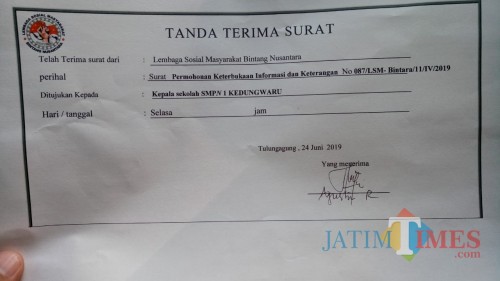 TANDA TERIMA SURAT
Telah Terima surat dari : Lembaga Sosial Masyarakat Bintang Nusantara
perihal : Surat Permohonan Keterbukaan Informasi dan Keterangan No 087/LSM- Bintara/11/IV/2019
Ditujukan Kepada : Kepala sekolah SMPN 1 KEDUNGWARU
Hari / tanggal : Selasa jam
Tulungagung , 24 Juni 2019
Yang menerima
Agustin R
JATIMTIMES
.com